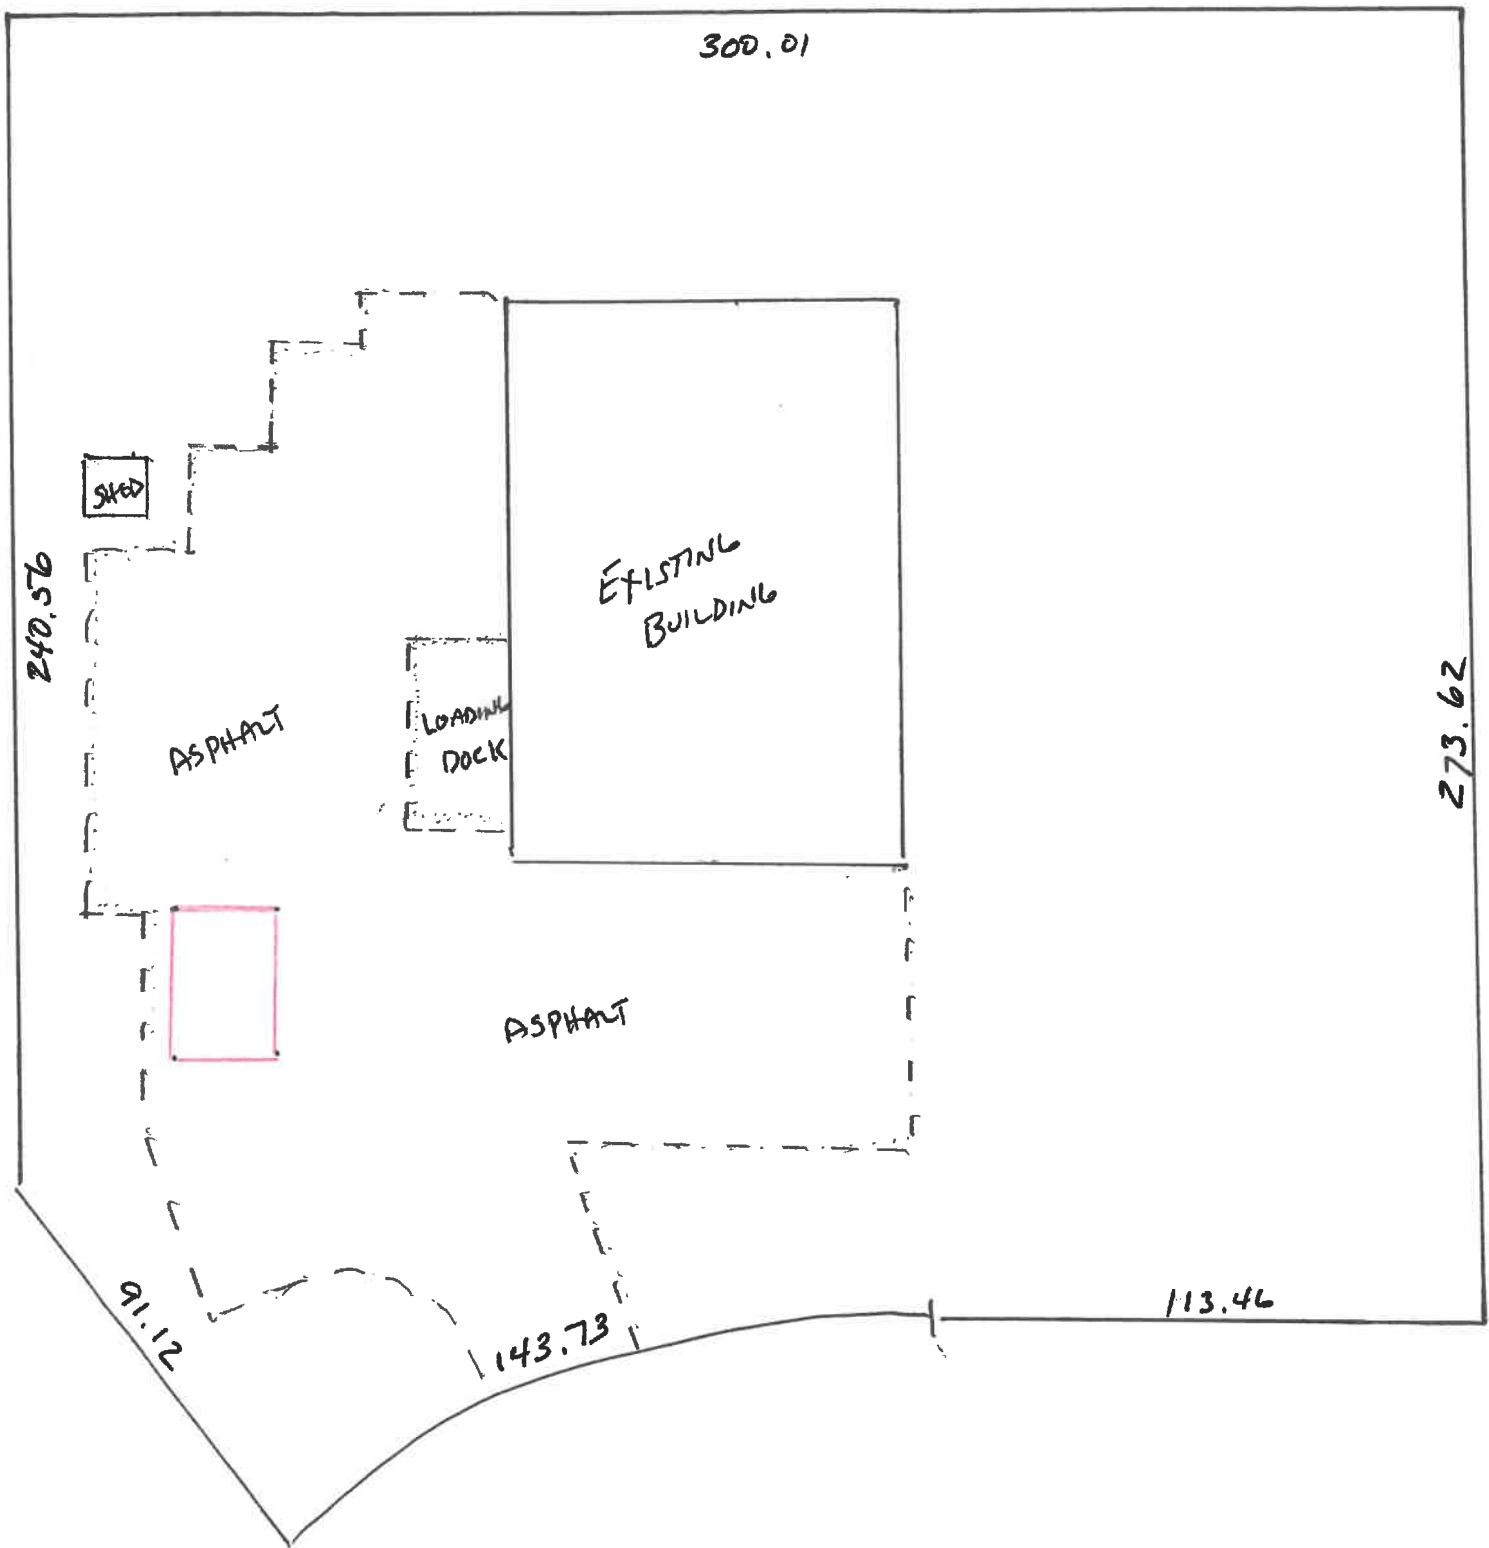 300.01
SHED
EXISTING
BUILDING
240.56
273.62
LOADING
DOCK
ASPHALT
ASPHALT
91.12
143.73
113.46